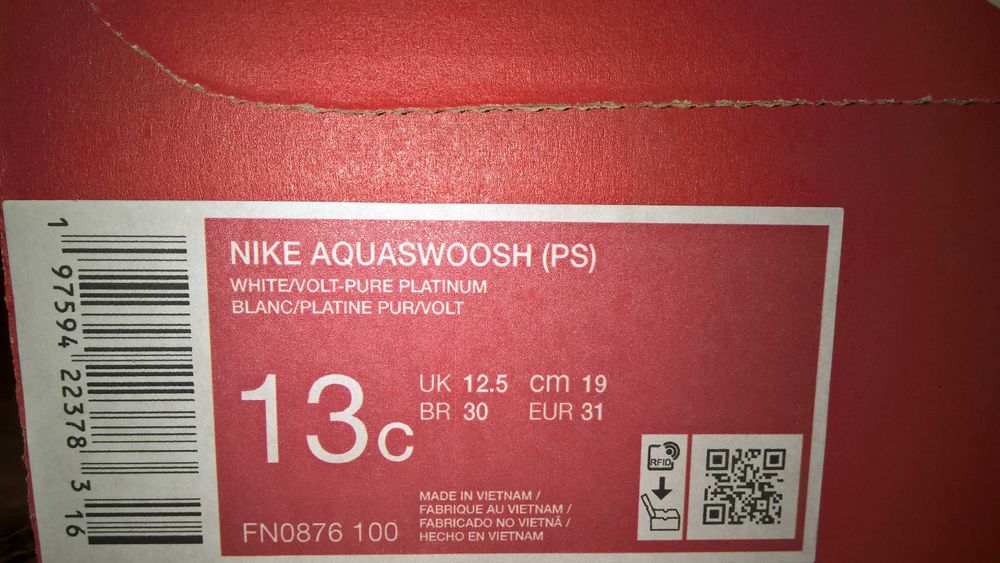 1 97594 22378 3 16
NIKE AQUASWOOSH (PS)
WHITE/VOLT-PURE PLATINUM
BLANC/PLATINE PUR/VOLT
13C
UK 12.5 cm 19
BR 30 EUR 31
RFID
MADE IN VIETNAM /
FABRIQUE AU VIETNAM /
FABRICADO NO VIETNÃ /
HECHO EN VIETNAM
FN0876 100